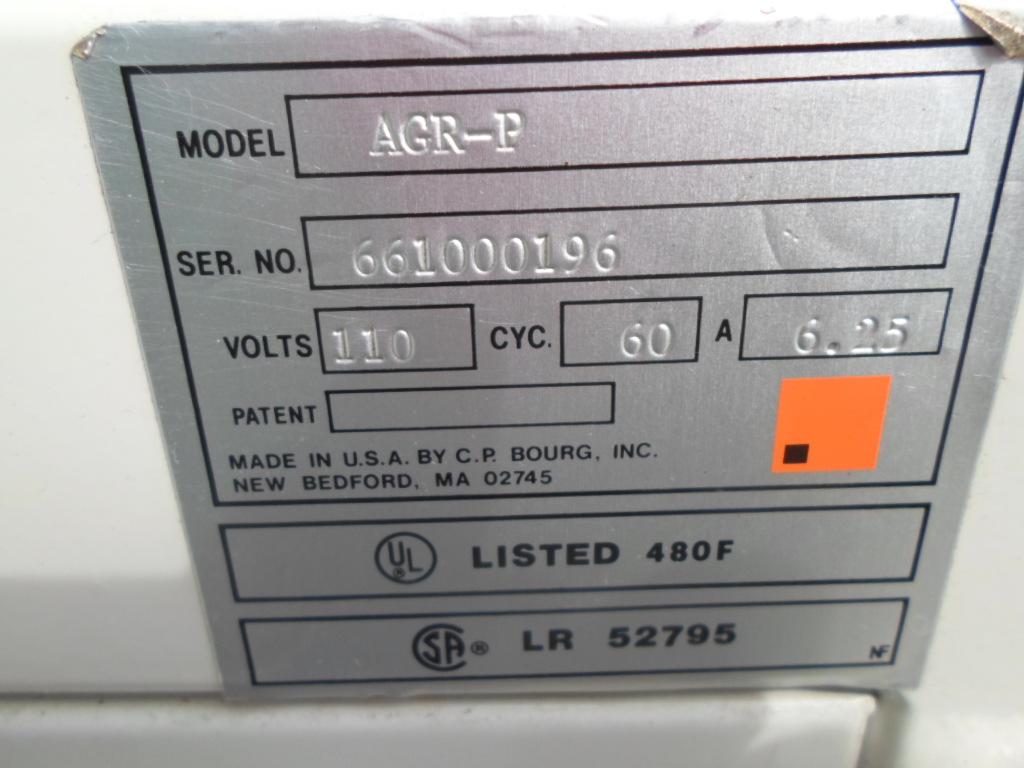 MODEL AGR-P
SER. NO. 661000196
VOLTS 110 CYC. 60 A 6.25
PATENT
MADE IN U.S.A. BY C.P. BOURG, INC.
NEW BEDFORD, MA 02745
UL ® LISTED 480F
SA ® LR 52795
NF